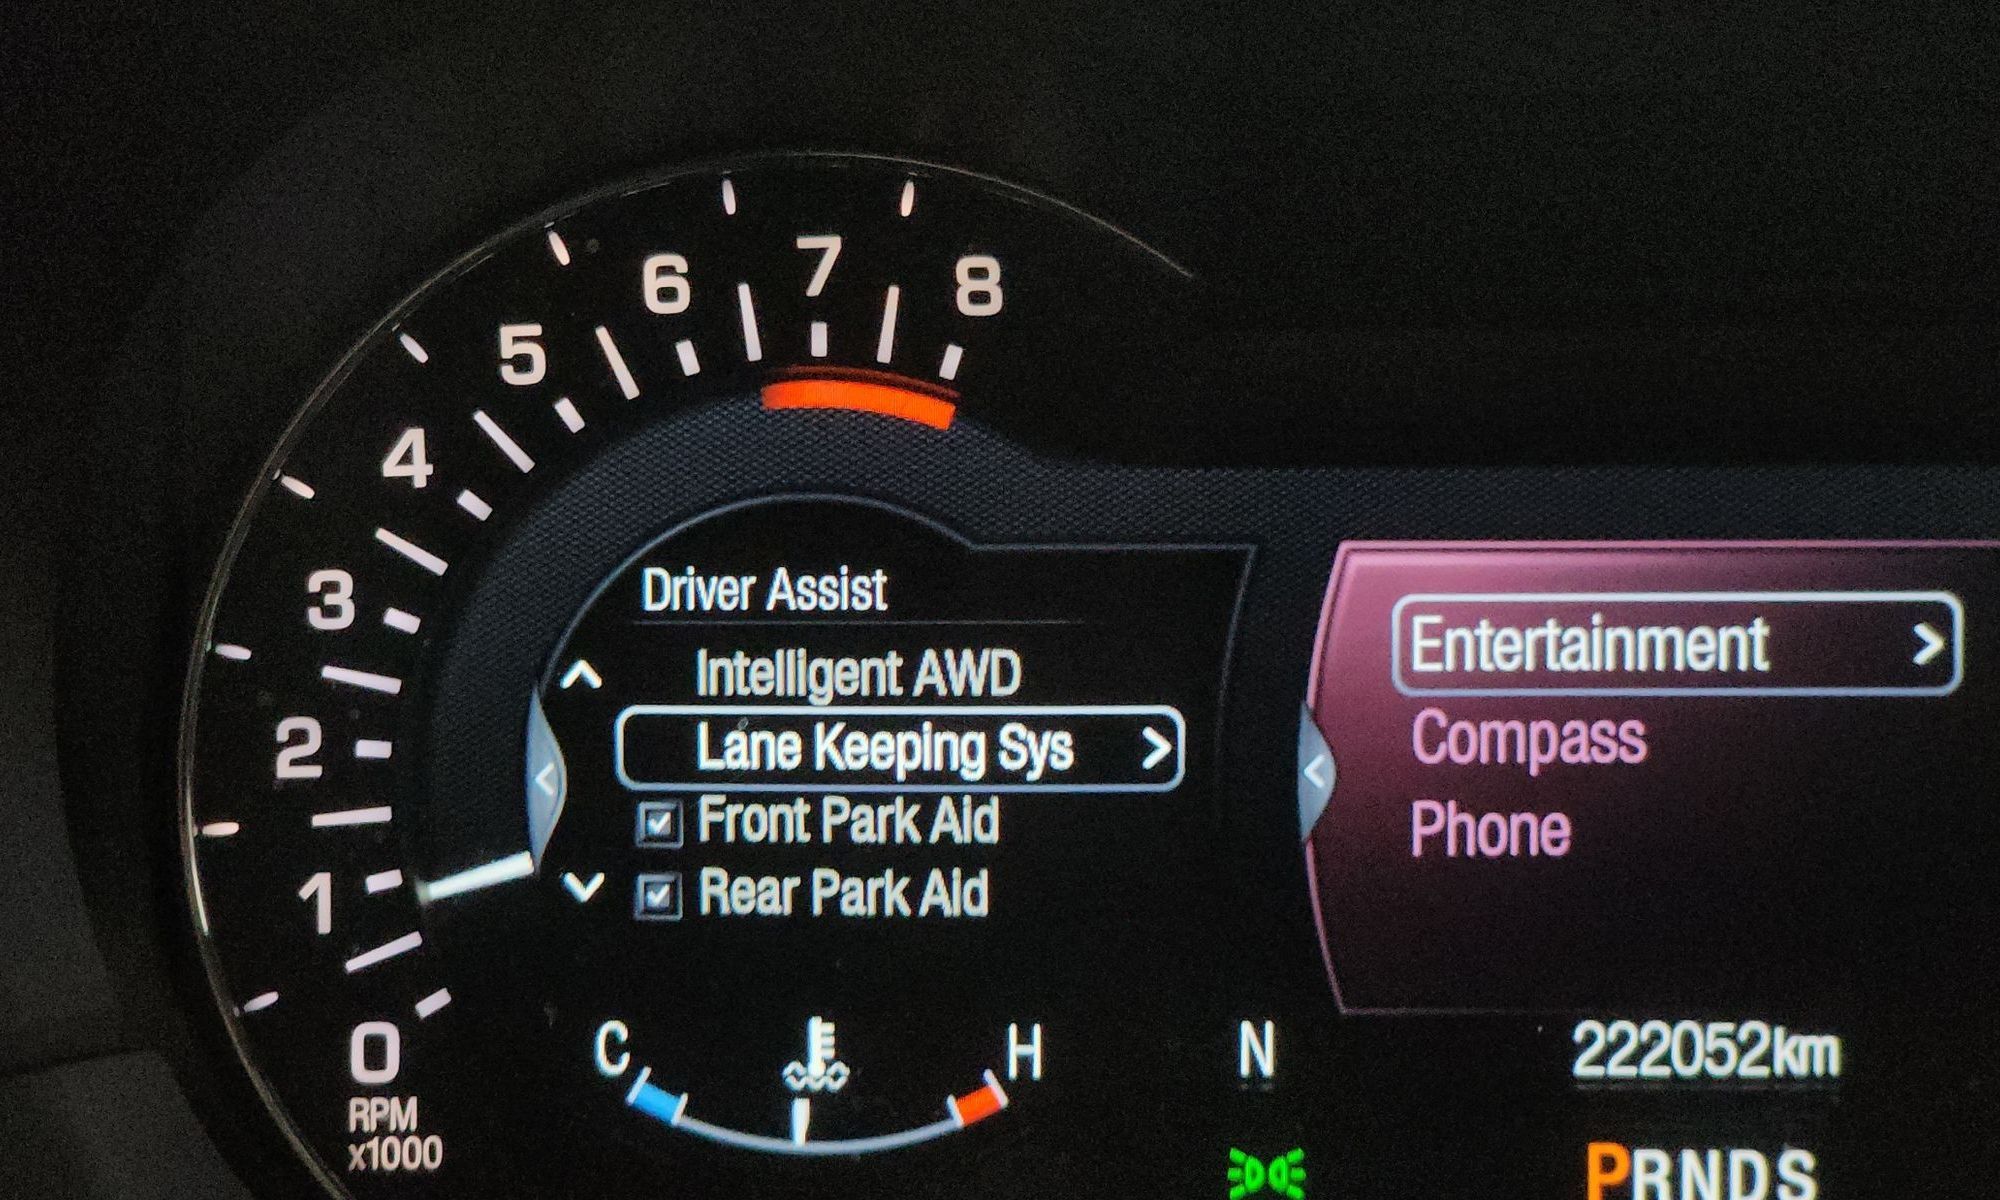 8
7
6
5
4
3
2
1
0
RPM
x1000
Driver Assist
Intelligent AWD
Lane Keeping Sys
Front Park Aid
Rear Park Aid
C
H
Entertainment
Compass
Phone
N
222052km
PRNDS